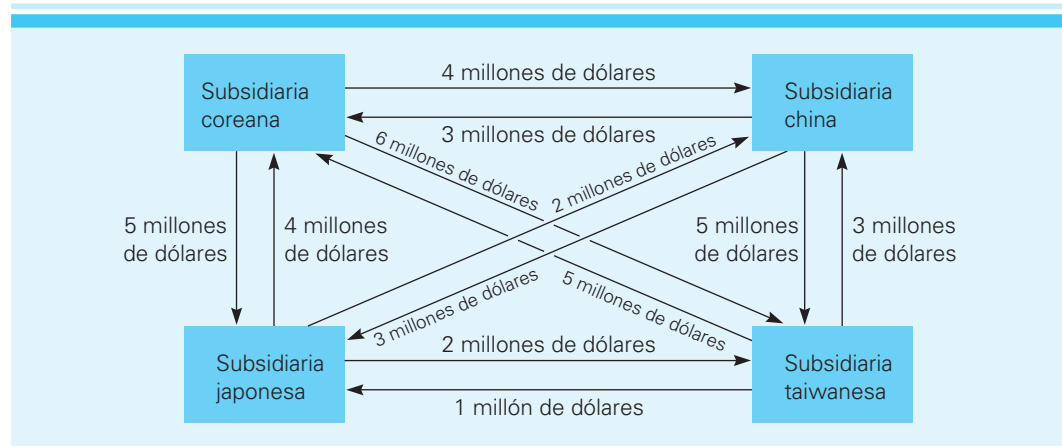 4 millones de dólares
Subsidiaria
coreana
Subsidiaria
china
3 millones de dólares
6 millones de dólares
2 millones de dólares
5 millones
de dólares
4 millones
de dólares
5 millones
de dólares
3 millones
de dólares
3 millones de dólares
5 millones de dólares
2 millones de dólares
Subsidiaria
japonesa
Subsidiaria
taiwanesa
1 millón de dólares